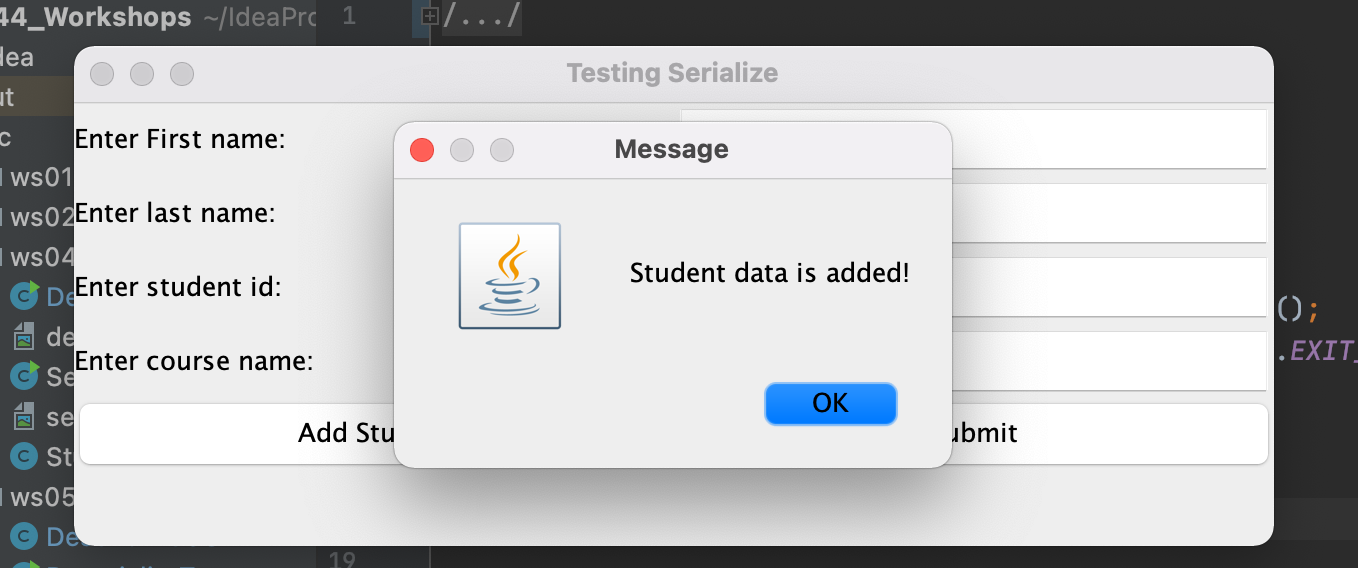 44_Workshops ~/IdeaPro
1 /.../
dea
ut
c
ws01
ws02
ws04
De
de
Se
se
St
ws05
De
Testing Serialize
Enter First name:
Enter last name:
Enter student id:
Enter course name:
Add Stu
ubmit
Message
Student data is added!
OK
();
.EXIT_
19